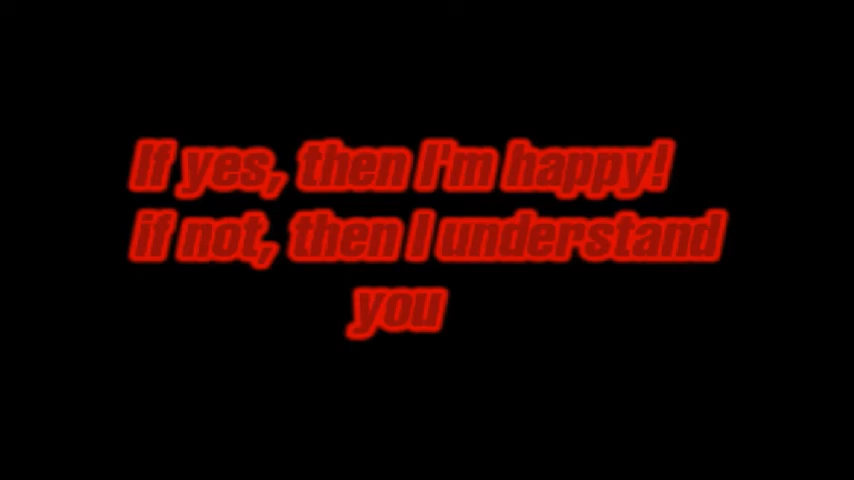 If yes, then I'm happy!
if not, then I understand
you